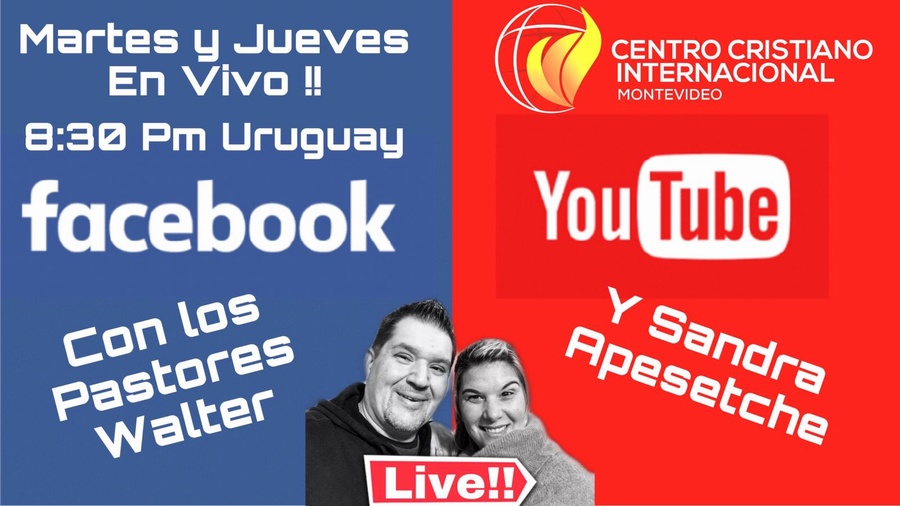 Martes y Jueves
En Vivo !!
8:30 Pm Uruguay
facebook
Con los
Pastores
Walter
CENTRO CRISTIANO
INTERNACIONAL
MONTEVIDEO
YouTube
Y Sandra
Apesetche
Live!!